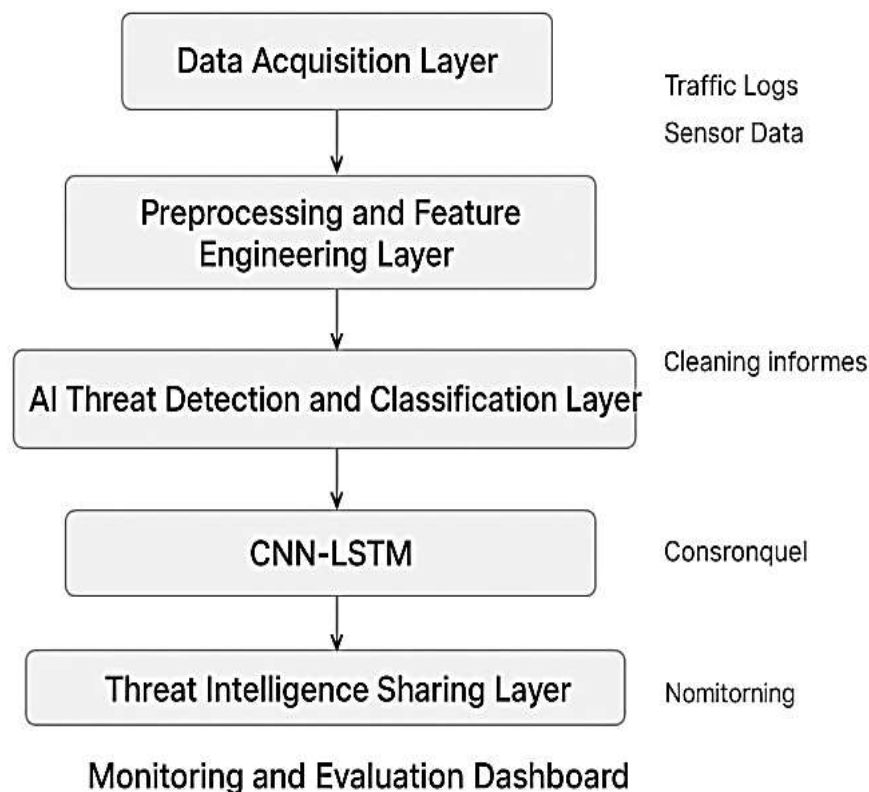 Data Acquisition Layer
Traffic Logs
Sensor Data
Preprocessing and Feature
Engineering Layer
Cleaning informes
AI Threat Detection and Classification Layer
CNN-LSTM
Consronquel
Threat Intelligence Sharing Layer
Nomitorning
Monitoring and Evaluation Dashboard